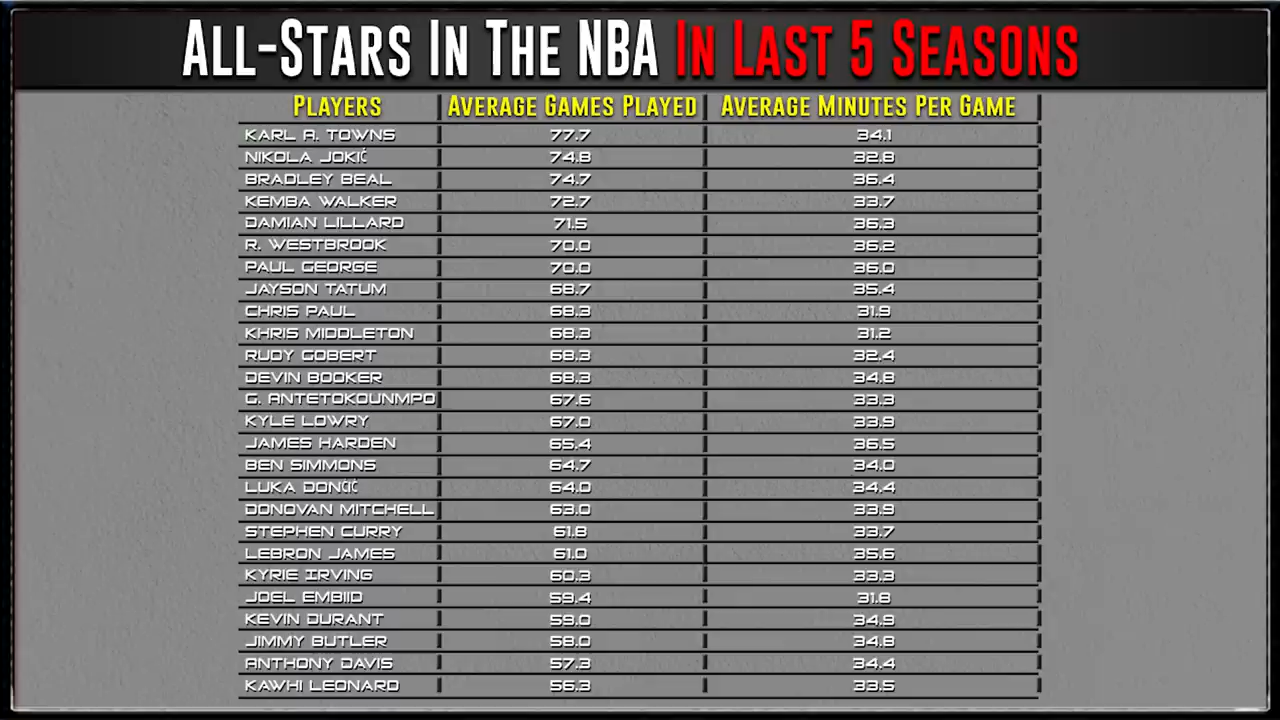 All-Stars In The NBA In Last 5 Seasons
Players Average Games Played Average Minutes Per Game
KARL A. TOWNS 77.7 34.1
NIKOLA JOKIĆ 74.8 32.8
BRADLEY BEAL 74.7 36.4
KEMBA WALKER 72.7 33.7
DAMIAN LILLARD 71.5 36.3
R. WESTBROOK 70.0 36.2
PAUL GEORGE 70.0 36.0
JAYSON TATUM 68.7 35.4
CHRIS PAUL 68.3 31.9
KHRIS MIDDLETON 68.3 31.2
RUDY GOBERT 68.3 32.4
DEVIN BOOKER 68.3 34.8
G. ANTETOKOUNMPO 67.6 33.3
KYLE LOWRY 67.0 33.9
JAMES HARDEN 65.4 36.5
BEN SIMMONS 64.7 34.0
LUKA DONČIĆ 64.0 34.4
DONOVAN MITCHELL 63.0 33.9
STEPHEN CURRY 61.8 33.7
LEBRON JAMES 61.0 35.6
KYRIE IRVING 60.3 33.3
JOEL EMBIID 59.4 31.8
KEVIN DURANT 59.0 34.9
JIMMY BUTLER 58.0 34.8
ANTHONY DAVIS 57.3 34.4
KAWHI LEONARD 56.3 33.5